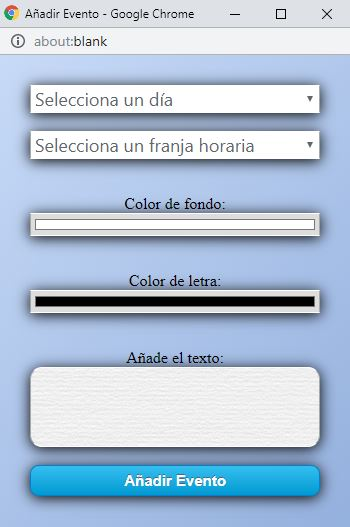 Añadir Evento - Google Chrome
about:blank
Selecciona un día
Selecciona un franja horaria
Color de fondo:
Color de letra:
Añade el texto:
Añadir Evento